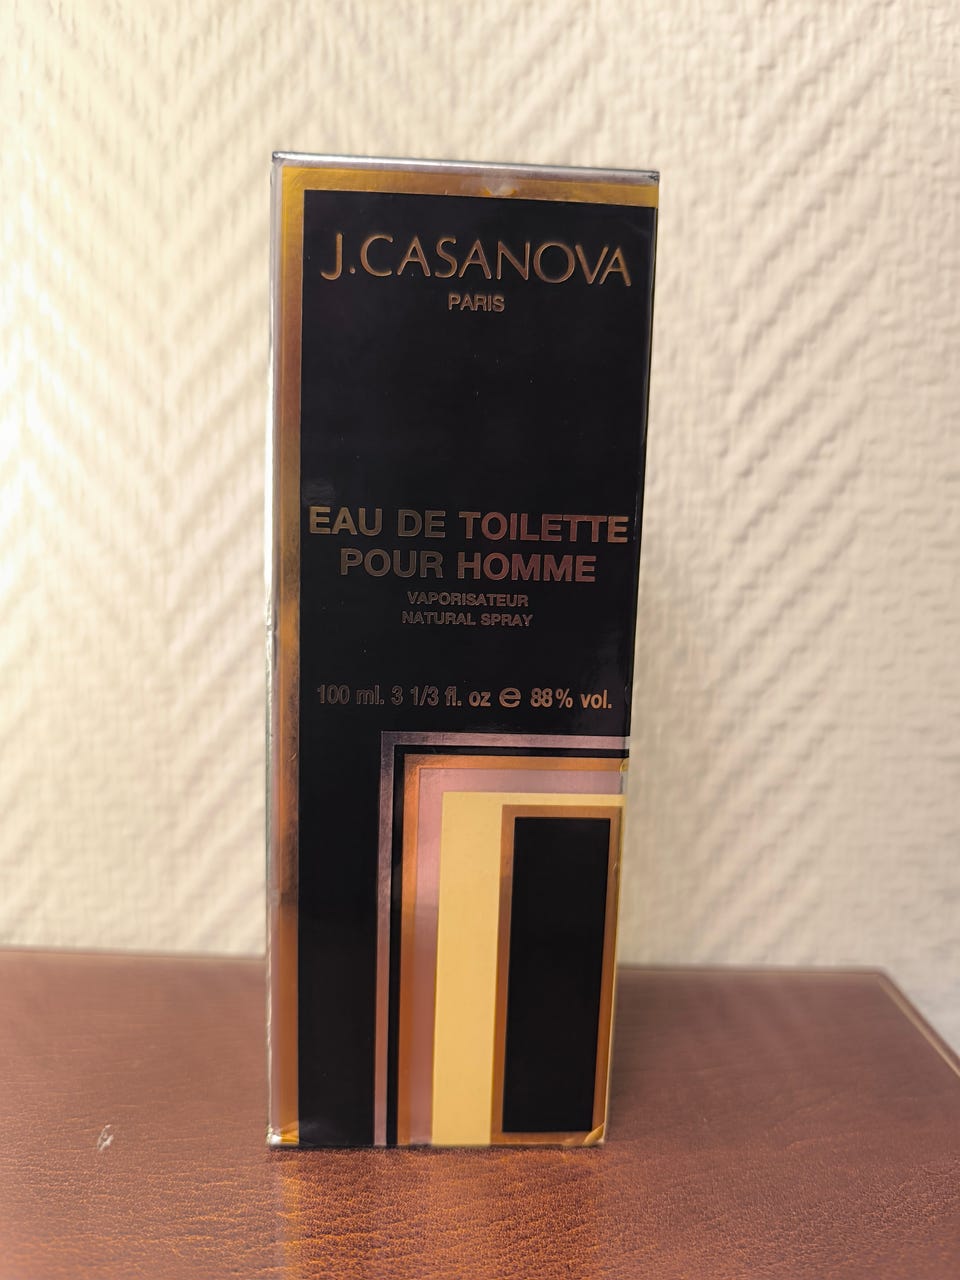 J.CASANOVA
PARIS
EAU DE TOILETTE
POUR HOMME
VAPORISATEUR
NATURAL SPRAY
100 ml. 3 1/3 fl. oz ℮ 88% vol.